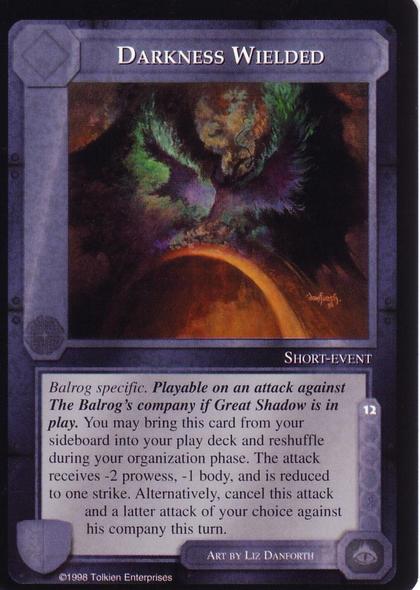 DARKNESS WIELDED
SHORT-EVENT
Balrog specific. Playable on an attack against
The Balrog's company if Great Shadow is in
play. You may bring this card from your
sideboard into your play deck and reshuffle
during your organization phase. The attack
receives -2 prowess, -1 body, and is reduced
to one strike. Alternatively, cancel this attack
and a latter attack of your choice against
his company this turn.
12
ART BY LIZ DANFORTH
©1998 Tolkien Enterprises